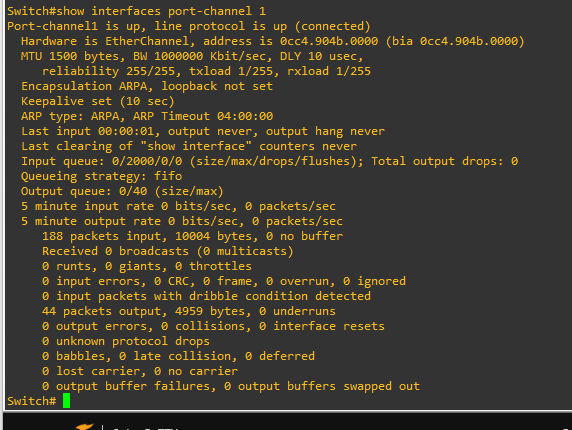 Switch#show interfaces port-channel 1
Port-channel1 is up, line protocol is up (connected)
  Hardware is EtherChannel, address is 0cc4.904b.0000 (bia 0cc4.904b.0000)
  MTU 1500 bytes, BW 1000000 Kbit/sec, DLY 10 usec,
     reliability 255/255, txload 1/255, rxload 1/255
  Encapsulation ARPA, loopback not set
  Keepalive set (10 sec)
  ARP type: ARPA, ARP Timeout 04:00:00
  Last input 00:00:01, output never, output hang never
  Last clearing of "show interface" counters never
  Input queue: 0/2000/0/0 (size/max/drops/flushes); Total output drops: 0
  Queueing strategy: fifo
  Output queue: 0/40 (size/max)
  5 minute input rate 0 bits/sec, 0 packets/sec
  5 minute output rate 0 bits/sec, 0 packets/sec
     188 packets input, 10004 bytes, 0 no buffer
     Received 0 broadcasts (0 multicasts)
     0 runts, 0 giants, 0 throttles
     0 input errors, 0 CRC, 0 frame, 0 overrun, 0 ignored
     0 input packets with dribble condition detected
     44 packets output, 4959 bytes, 0 underruns
     0 output errors, 0 collisions, 0 interface resets
     0 unknown protocol drops
     0 babbles, 0 late collision, 0 deferred
     0 lost carrier, 0 no carrier
     0 output buffer failures, 0 output buffers swapped out
Switch#